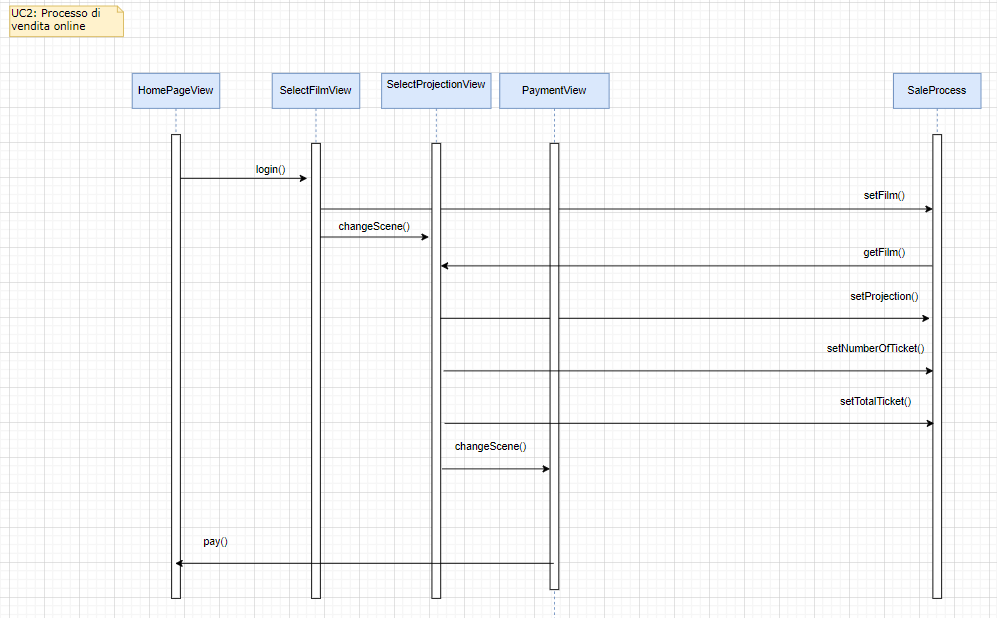 UC2: Processo di
vendita online
HomePageView
SelectFilmView
SelectProjectionView
PaymentView
SaleProcess
login()
setFilm()
changeScene()
getFilm()
setProjection()
setNumberOfTicket()
setTotalTicket()
changeScene()
pay()